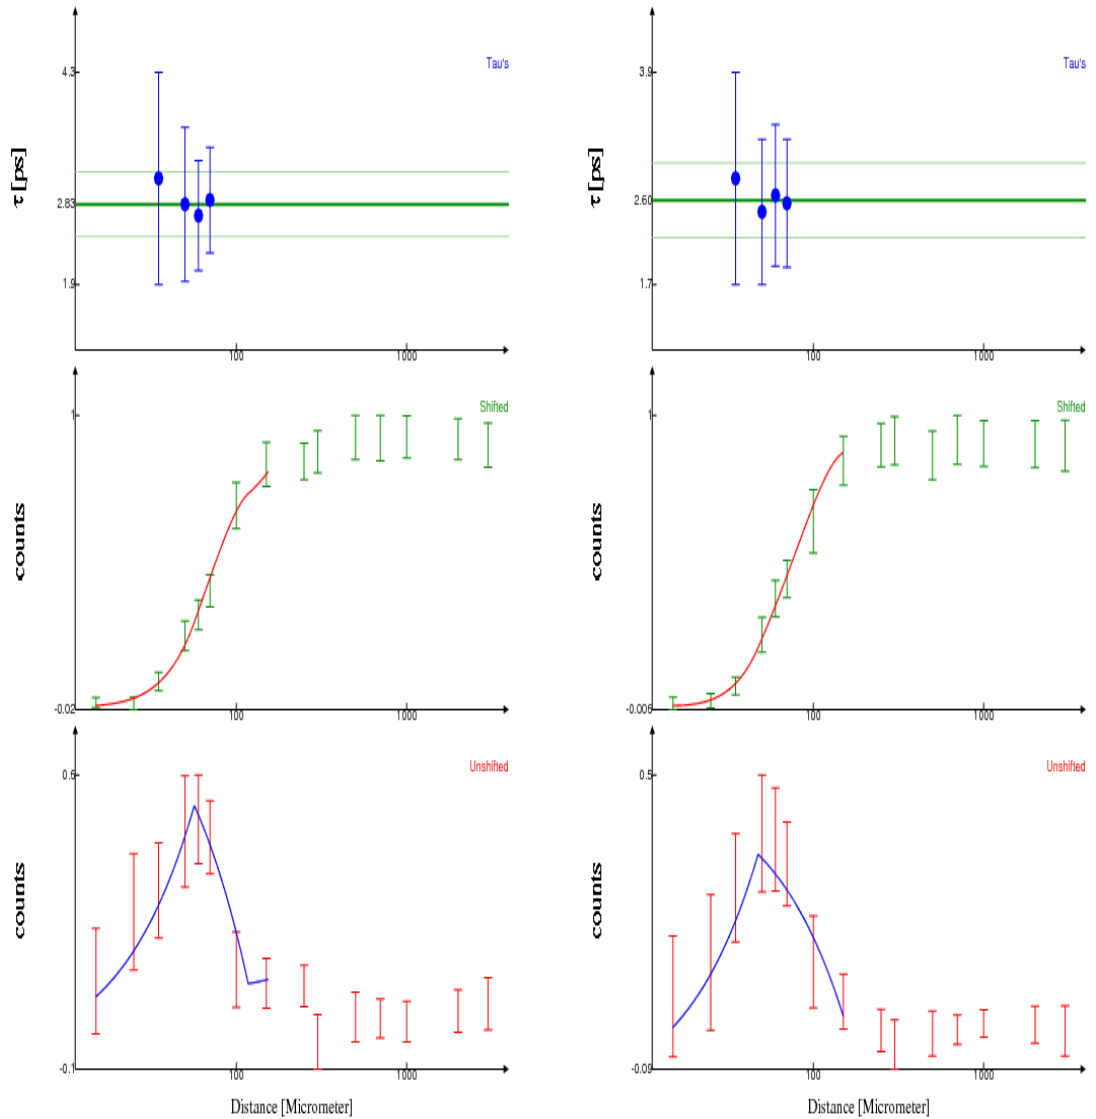 Tau's
4.3
τ [ps]
2.83
1.9
100
1000
Tau's
3.9
τ [ps]
2.60
1.7
100
1000
Shifted
1
counts
-0.02
100
1000
Shifted
1
counts
-0.006
100
1000
Unshifted
0.6
counts
-0.1
100
1000
Distance [Micrometer]
Unshifted
0.5
counts
-0.09
100
1000
Distance [Micrometer]